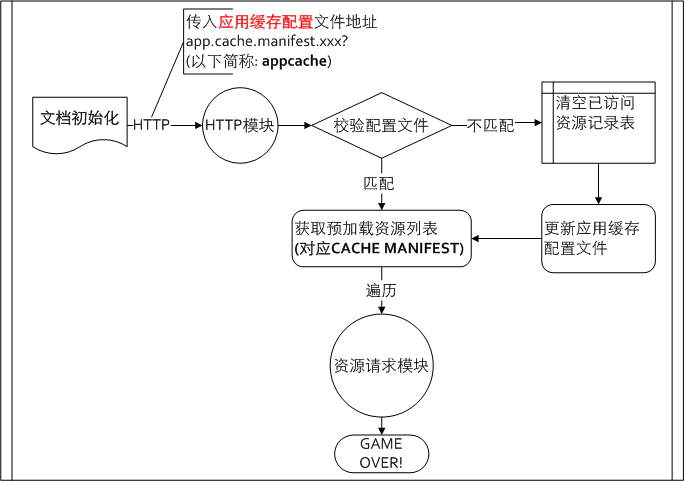 传入应用缓存配置文件地址
app.cache.manifest.xxx?
(以下简称: appcache)
文档初始化
HTTP
HTTP模块
校验配置文件
不匹配
清空已访问
资源记录表
匹配
获取预加载资源列表
(对应CACHE MANIFEST)
更新应用缓存
配置文件
遍历
资源请求模块
GAME
OVER!